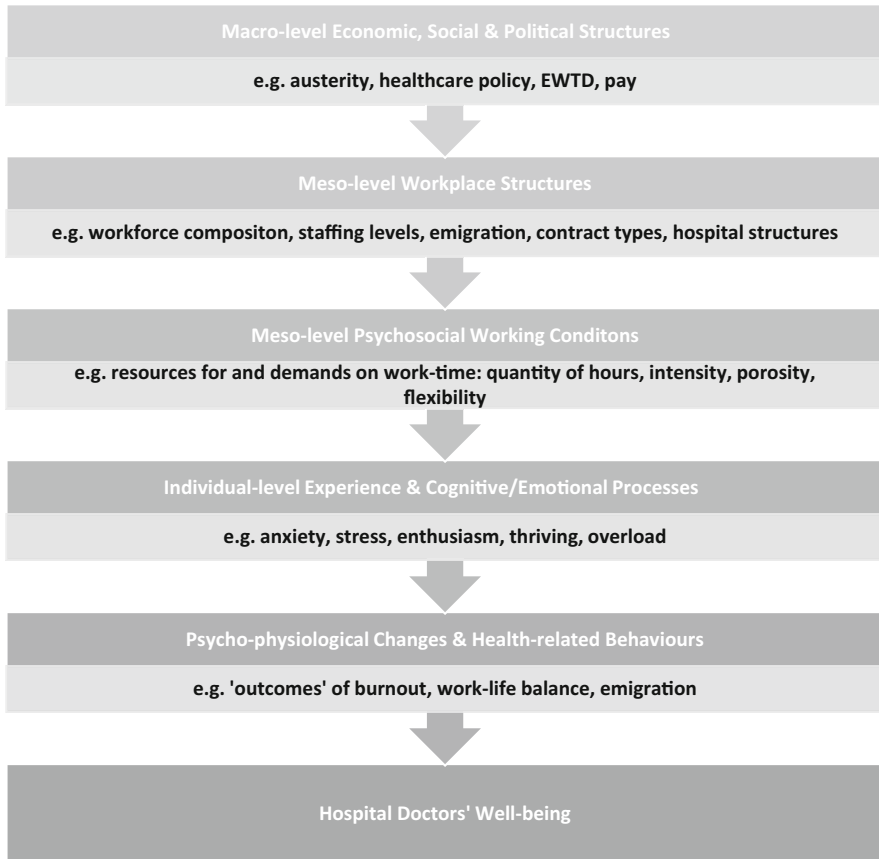 Macro-level Economic, Social & Political Structures
e.g. austerity, healthcare policy, EWTD, pay
Meso-level Workplace Structures
e.g. workforce compositon, staffing levels, emigration, contract types, hospital structures
Meso-level Psychosocial Working Conditons
e.g. resources for and demands on work-time: quantity of hours, intensity, porosity,
flexibility
Individual-level Experience & Cognitive/Emotional Processes
e.g. anxiety, stress, enthusiasm, thriving, overload
Psycho-physiological Changes & Health-related Behaviours
e.g. 'outcomes' of burnout, work-life balance, emigration
Hospital Doctors' Well-being